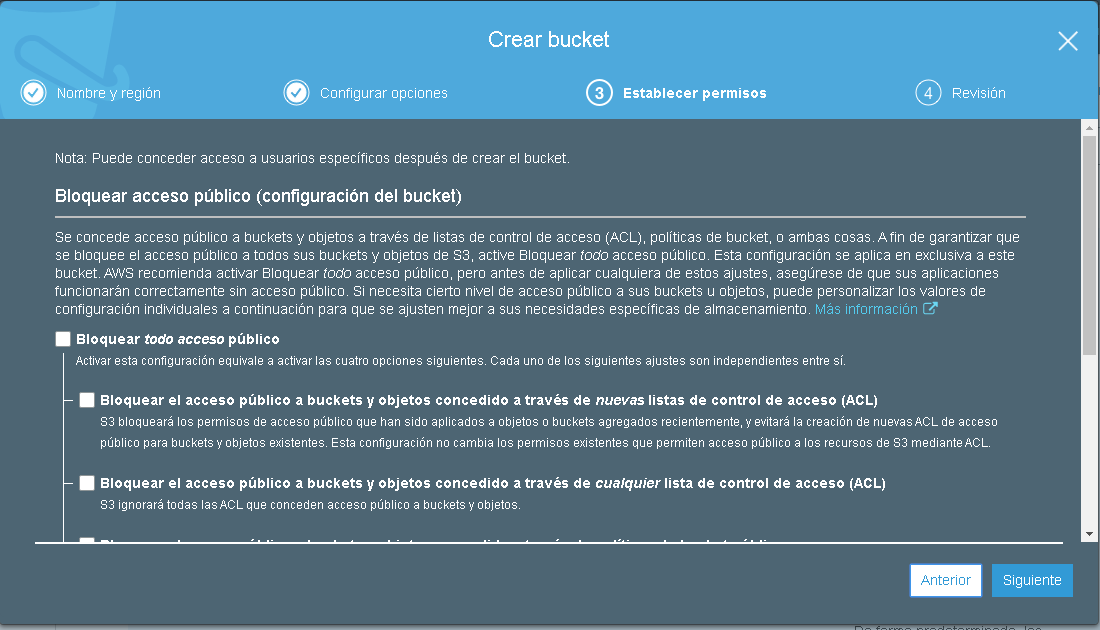 Crear bucket
Nombre y región
Configurar opciones
3 Establecer permisos
4 Revisión
Nota: Puede conceder acceso a usuarios específicos después de crear el bucket.
Bloquear acceso público (configuración del bucket)
Se concede acceso público a buckets y objetos a través de listas de control de acceso (ACL), políticas de bucket, o ambas cosas. A fin de garantizar que
se bloquee el acceso público a todos sus buckets y objetos de S3, active Bloquear todo acceso público. Esta configuración se aplica en exclusiva a este
bucket. AWS recomienda activar Bloquear todo acceso público, pero antes de aplicar cualquiera de estos ajustes, asegúrese de que sus aplicaciones
funcionarán correctamente sin acceso público. Si necesita cierto nivel de acceso público a sus buckets u objetos, puede personalizar los valores de
configuración individuales a continuación para que se ajusten mejor a sus necesidades específicas de almacenamiento. Más información
Bloquear todo acceso público
Activar esta configuración equivale a activar las cuatro opciones siguientes. Cada uno de los siguientes ajustes son independientes entre sí.
Bloquear el acceso público a buckets y objetos concedido a través de nuevas listas de control de acceso (ACL)
S3 bloqueará los permisos de acceso público que han sido aplicados a objetos o buckets agregados recientemente, y evitará la creación de nuevas ACL de acceso
público para buckets y objetos existentes. Esta configuración no cambia los permisos existentes que permiten acceso público a los recursos de S3 mediante ACL.
Bloquear el acceso público a buckets y objetos concedido a través de cualquier lista de control de acceso (ACL)
S3 ignorará todas las ACL que conceden acceso público a buckets y objetos.
Anterior
Siguiente